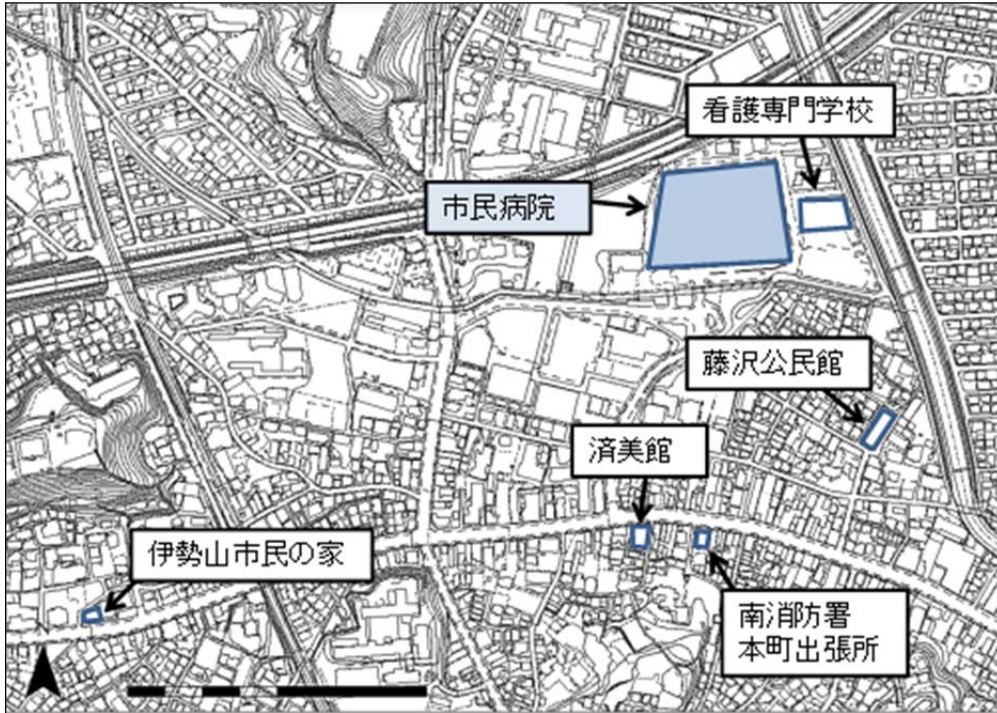 看護専門学校
市民病院
藤沢公民館
済美館
伊勢山市民の家
南消防署
本町出張所